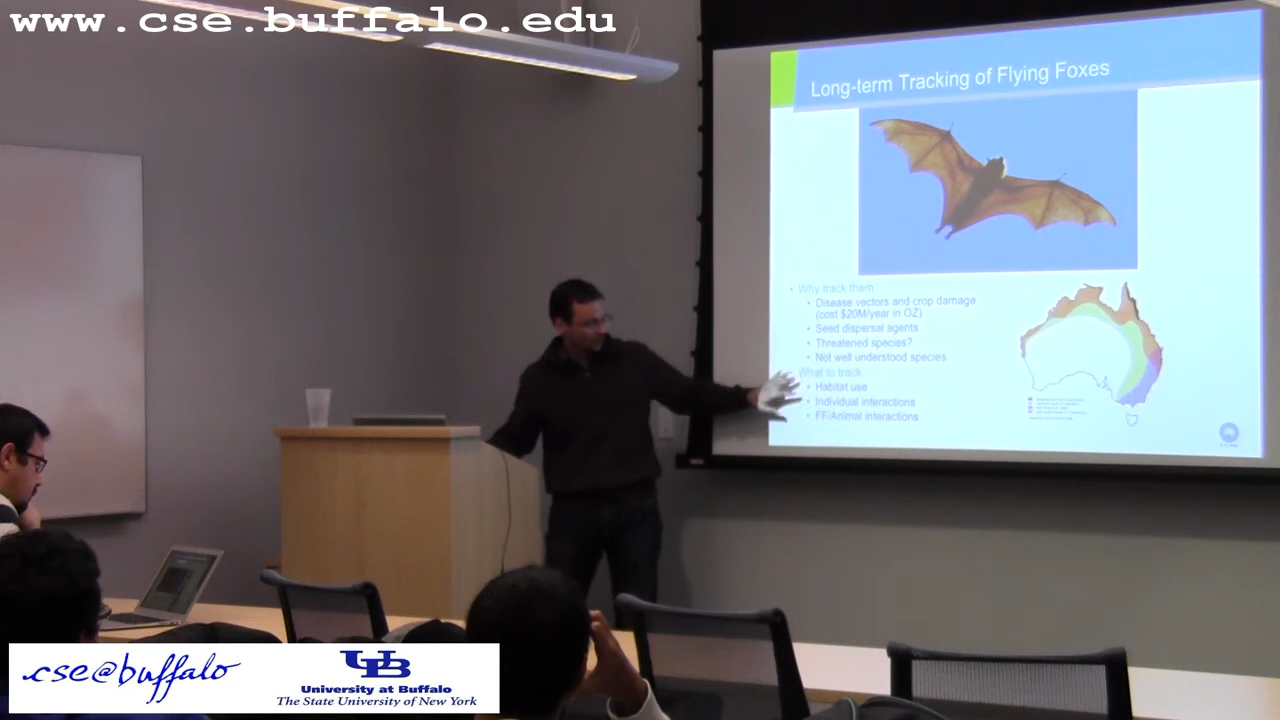 www.cse.buffalo.edu
Long-term Tracking of Flying Foxes
• Why track them
• Disease vectors and crop damage
(cost $20M/year in OZ)
• Seed dispersal agents
• Threatened species?
• Not well understood species
What to track
• Habitat use
• Individual interactions
• FF/Animal interactions
cse@buffalo
UB
University at Buffalo
The State University of New York